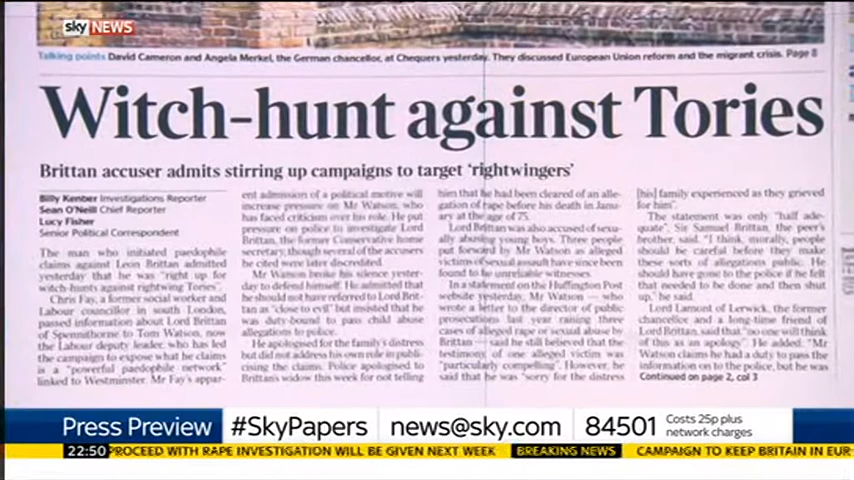 sky NEWS
Talking points David Cameron and Angela Merkel, the German chancellor, at Chequers yesterday. They discussed European Union reform and the migrant crisis. Page 8
Witch-hunt against Tories
Brittan accuser admits stirring up campaigns to target 'rightwingers'
Billy Kenber Investigations Reporter
Sean O'Neill Chief Reporter
Lucy Fisher
Senior Political Correspondent
The man who initiated paedophile
claims against Leon Brittan admitted
yesterday that he was "right up for
witch-hunts against rightwing Tories".
Chris Fay, a former social worker and
Labour councillor in south London,
passed information about Lord Brittan
of Spennithorne to Tom Watson, now
the Labour deputy leader, who has led
the campaign to expose what he claims
is a "powerful paedophile network"
linked to Westminster. Mr Fay's appar-
ent admission of a political motive will
increase pressure on Mr Watson, who
has faced criticism over his role. He put
pressure on police to investigate Lord
Brittan, the former Conservative home
secretary, though several of the accusers
he cited were later discredited.
Mr Watson broke his silence yester-
day to defend himself. He admitted that
he should not have referred to Lord Brit-
tan as "close to evil" but insisted that he
was duty-bound to pass child abuse
allegations to police.
He apologised for the family's distress
but did not address his own role in public-
ising the claims. Police apologised to
Brittan's widow this week for not telling
him that he had been cleared of an alle-
gation of rape before his death in Janu-
ary at the age of 75.
Lord Brittan was also accused of sexu-
ally abusing young boys. Three people
put forward by Mr Watson as alleged
victims of sexual assault have since been
found to be unreliable witnesses.
In a statement on the Huffington Post
website yesterday, Mr Watson — who
wrote a letter to the director of public
prosecutions last year raising three
cases of alleged rape or sexual abuse by
Brittan — said he still believed that the
testimony of one alleged victim was
"particularly compelling". However, he
said that he was "sorry for the distress
[his] family experienced as they grieved
for him".
The statement was only "half ade-
quate", Sir Samuel Brittan, the peer's
brother, said. "I think, morally, people
should be careful before they make
these sorts of allegations public. He
should have gone to the police if he felt
it needed to be done and then shut
up," he said.
Lord Lamont of Lerwick, the former
chancellor and a long-time friend of
Lord Brittan, said that "no one will think
of this as an apology". He added: "Mr
Watson claims he had a duty to pass the
information on to the police, but he was
Continued on page 2, col 3
Press Preview #SkyPapers news@sky.com 84501 Costs 25p plus
network charges
22:50 PROCEED WITH RAPE INVESTIGATION WILL BE GIVEN NEXT WEEK BREAKING NEWS CAMPAIGN TO KEEP BRITAIN IN EUR